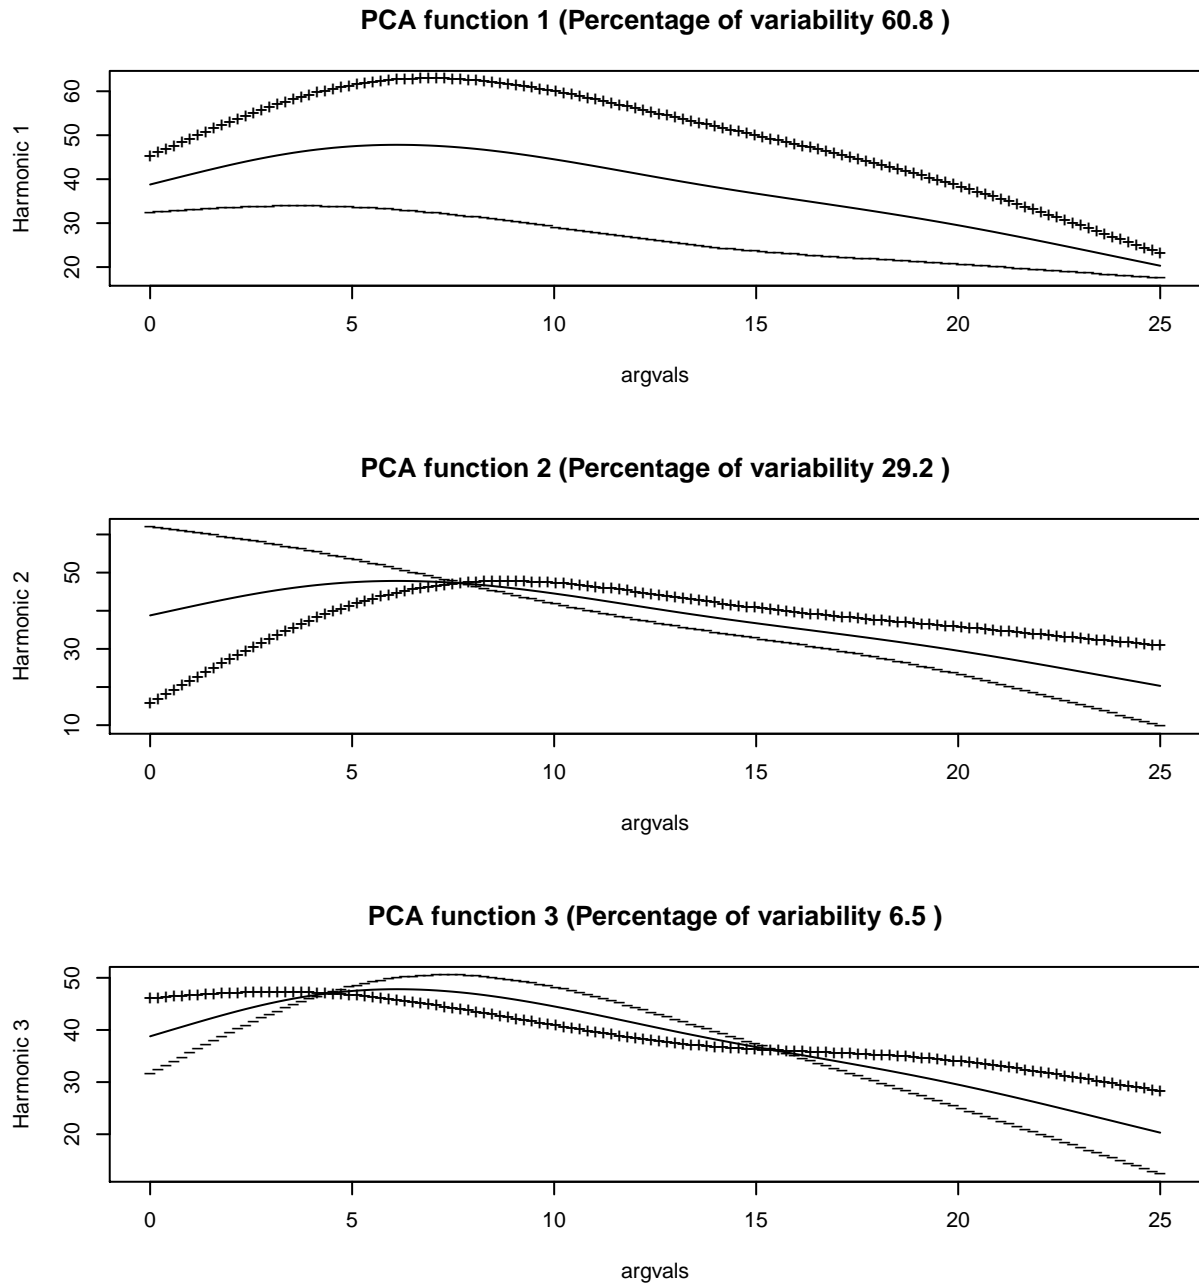 PCA function 1 (Percentage of variability 60.8 )
Harmonic 1
60
50
40
30
20
0 5 10 15 20 25
argvals
PCA function 2 (Percentage of variability 29.2 )
Harmonic 2
50
30
10
0 5 10 15 20 25
argvals
PCA function 3 (Percentage of variability 6.5 )
Harmonic 3
50
40
30
20
0 5 10 15 20 25
argvals